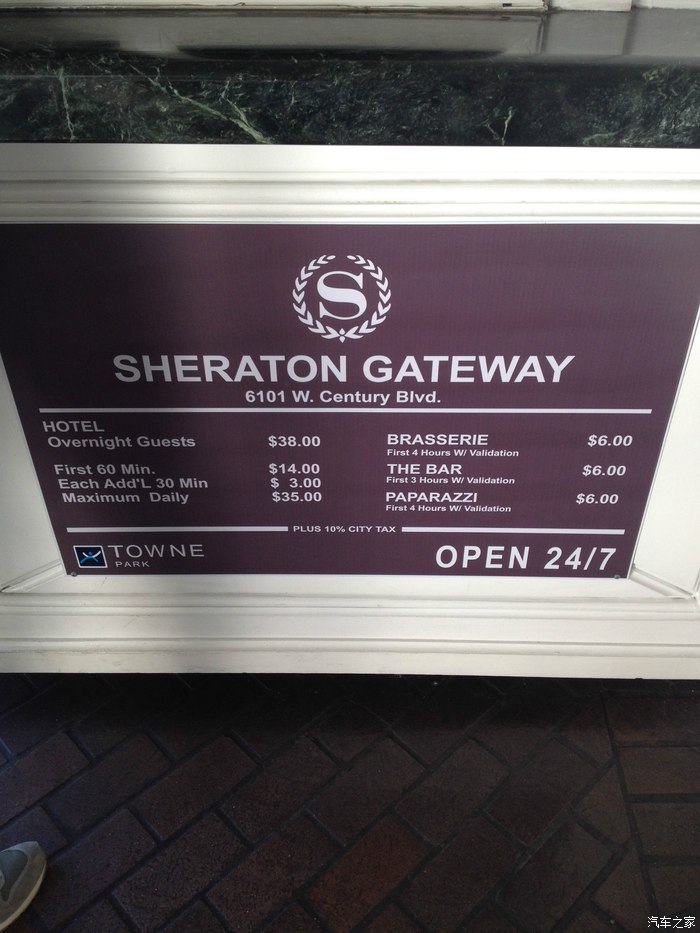 S
SHERATON GATEWAY
6101 W. Century Blvd.
HOTEL
Overnight Guests $38.00
First 60 Min. $14.00
Each Add'L 30 Min $ 3.00
Maximum Daily $35.00
BRASSERIE $6.00
First 4 Hours W/ Validation
THE BAR $6.00
First 3 Hours W/ Validation
PAPARAZZI $6.00
First 4 Hours W/ Validation
PLUS 10% CITY TAX
TOWNE
PARK
OPEN 24/7
汽车之家